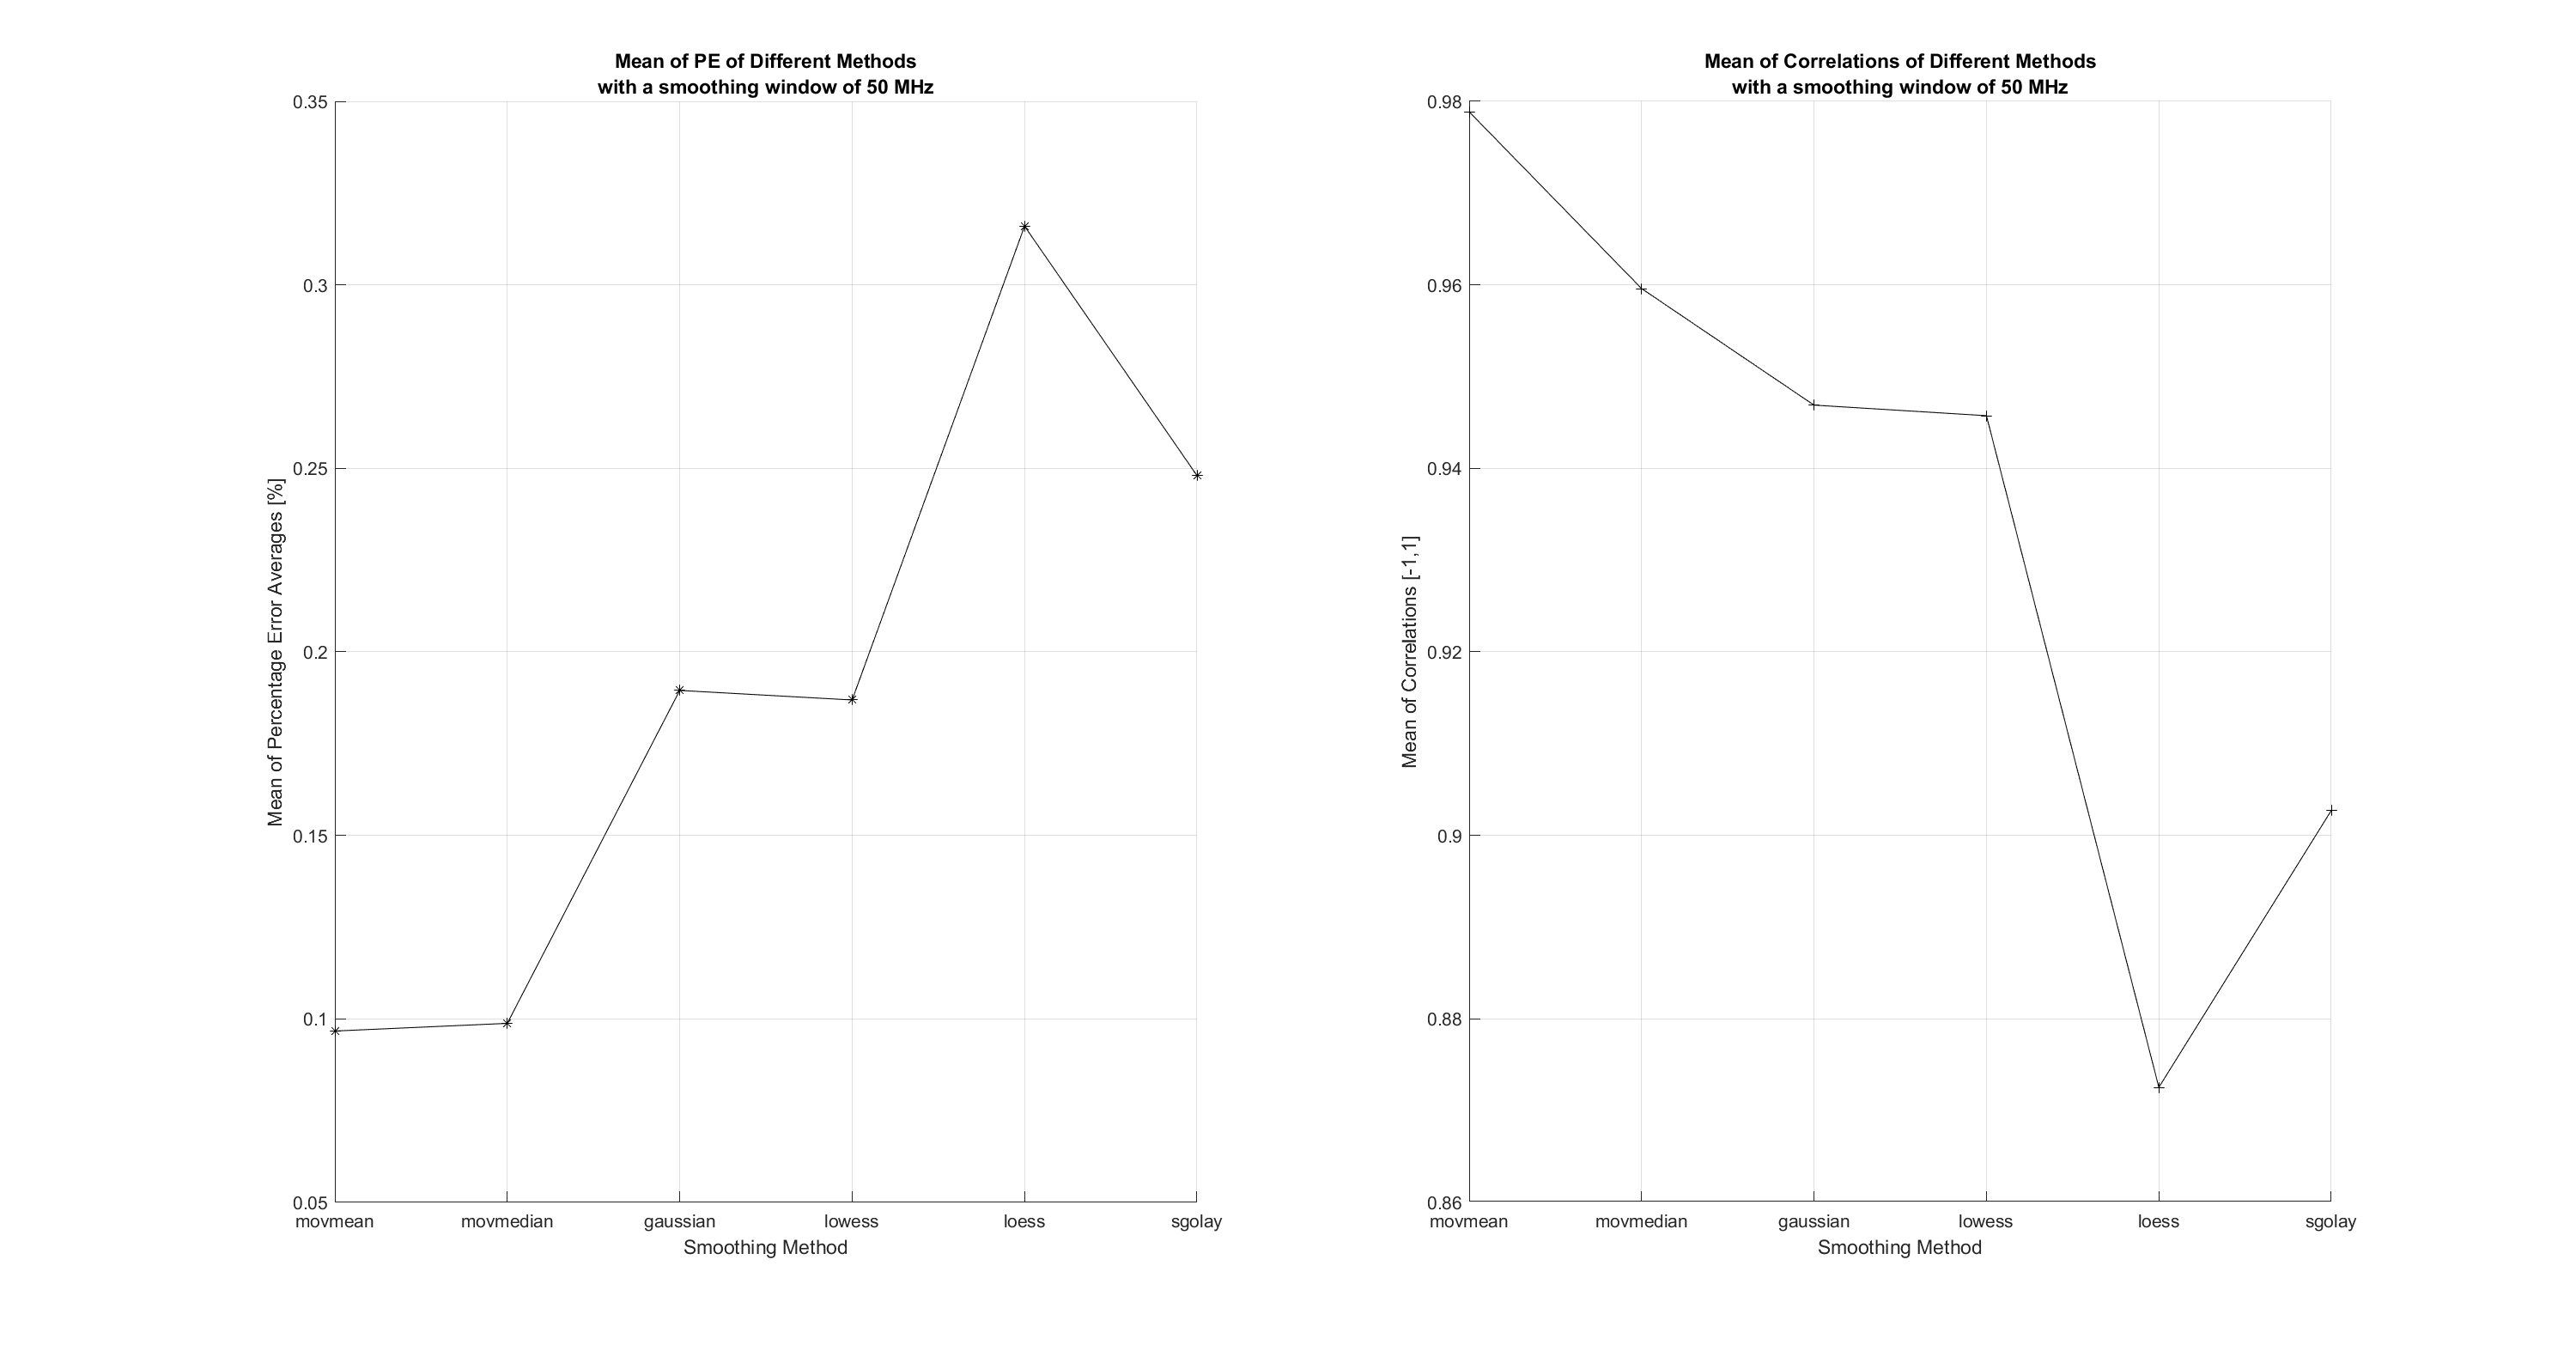 Mean of PE of Different Methods
with a smoothing window of 50 MHz
0.35
0.3
0.25
0.2
0.15
0.1
0.05
Mean of Percentage Error Averages [%]
movmean movmedian gaussian lowess loess sgolay
Smoothing Method
Mean of Correlations of Different Methods
with a smoothing window of 50 MHz
0.98
0.96
0.94
0.92
0.9
0.88
0.86
Mean of Correlations [-1,1]
movmean movmedian gaussian lowess loess sgolay
Smoothing Method